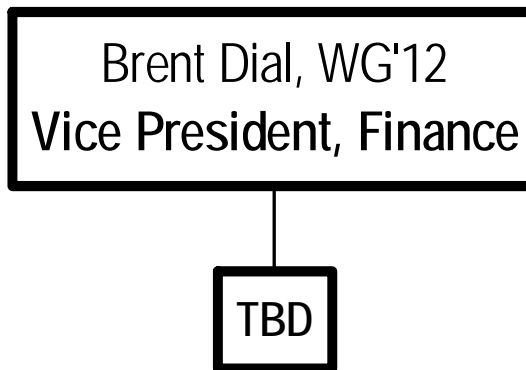 Brent Dial, WG'12
Vice President, Finance
TBD